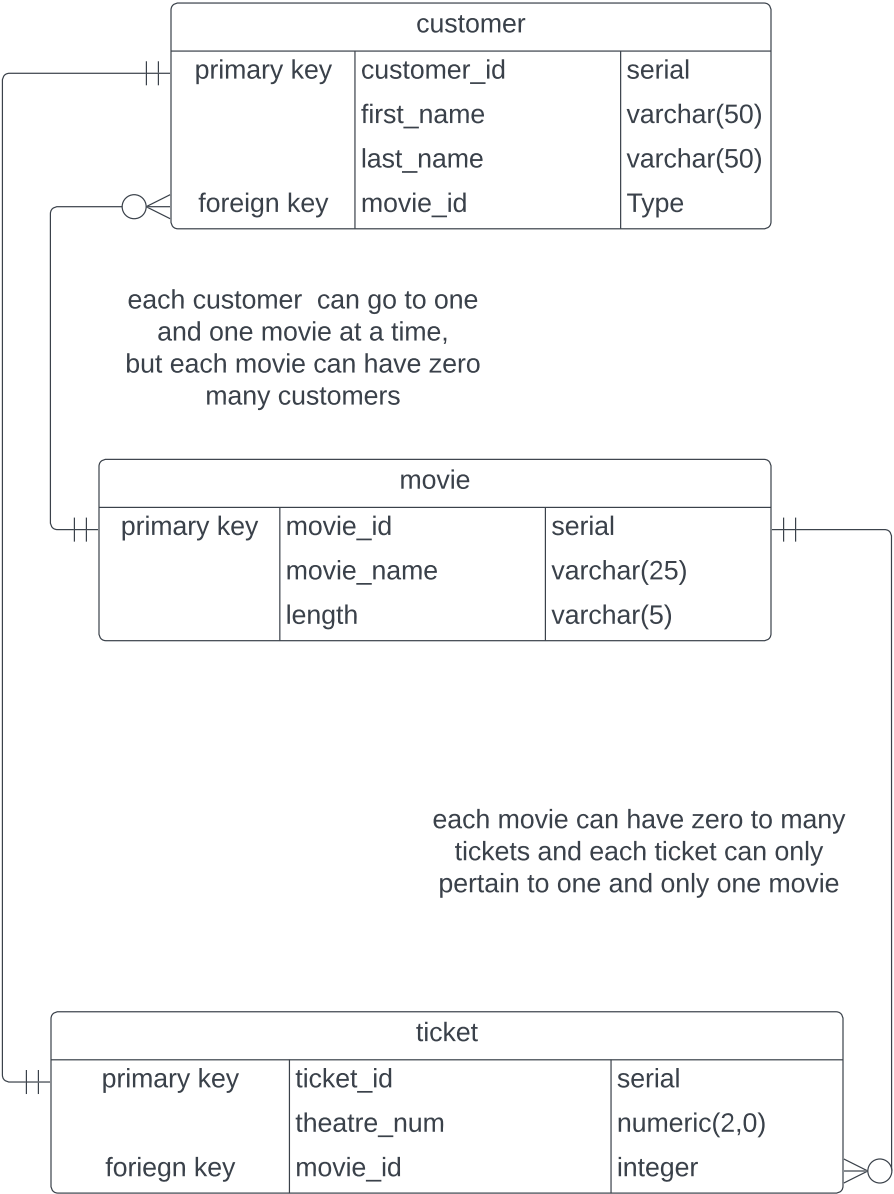 customer
primary key customer_id serial
first_name varchar(50)
last_name varchar(50)
foreign key movie_id Type
each customer  can go to one
and one movie at a time,
but each movie can have zero
many customers
movie
primary key movie_id serial
movie_name varchar(25)
length varchar(5)
each movie can have zero to many
tickets and each ticket can only
pertain to one and only one movie
ticket
primary key ticket_id serial
theatre_num numeric(2,0)
foriegn key movie_id integer